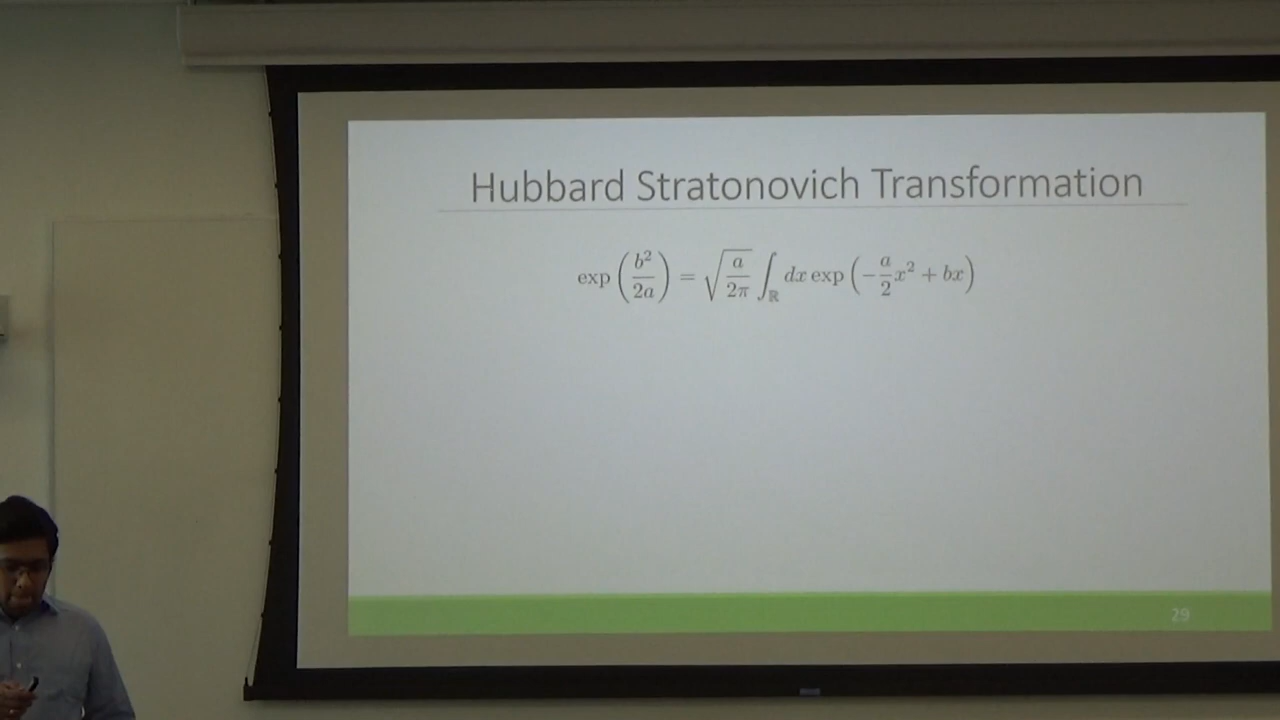 Hubbard Stratonovich Transformation
exp(b²/2a) = √(a/2π) ∫_ℝ dx exp(−a/2 x² + bx)
29